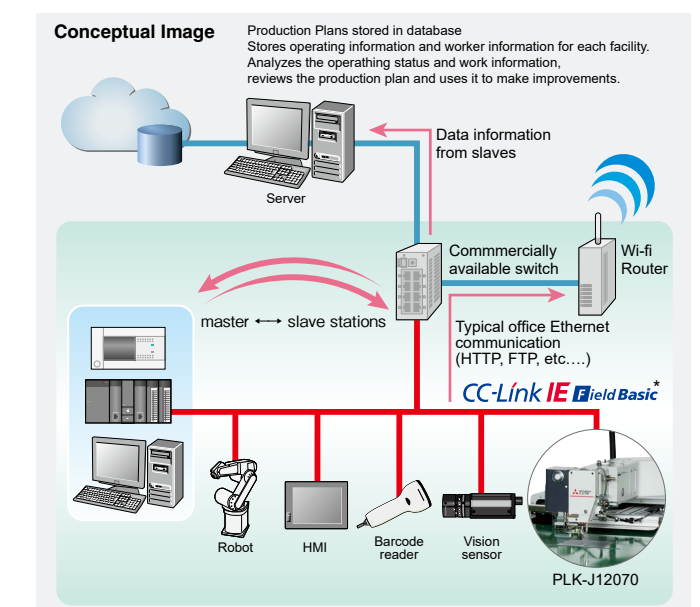 Conceptual Image
Production Plans stored in database
Stores operating information and worker information for each facility.
Analyzes the operathing status and work information,
reviews the production plan and uses it to make improvements.
Data information
from slaves
Server
Commmercially
available switch
Wi-fi
Router
master ⟷ slave stations
Typical office Ethernet
communication
(HTTP, FTP, etc….)
CC-Link IE Field Basic*
Robot
HMI
Barcode
reader
Vision
sensor
PLK-J12070